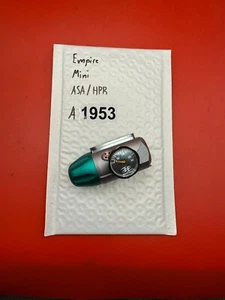 Empire
Mini
ASA/HPR
A 1953